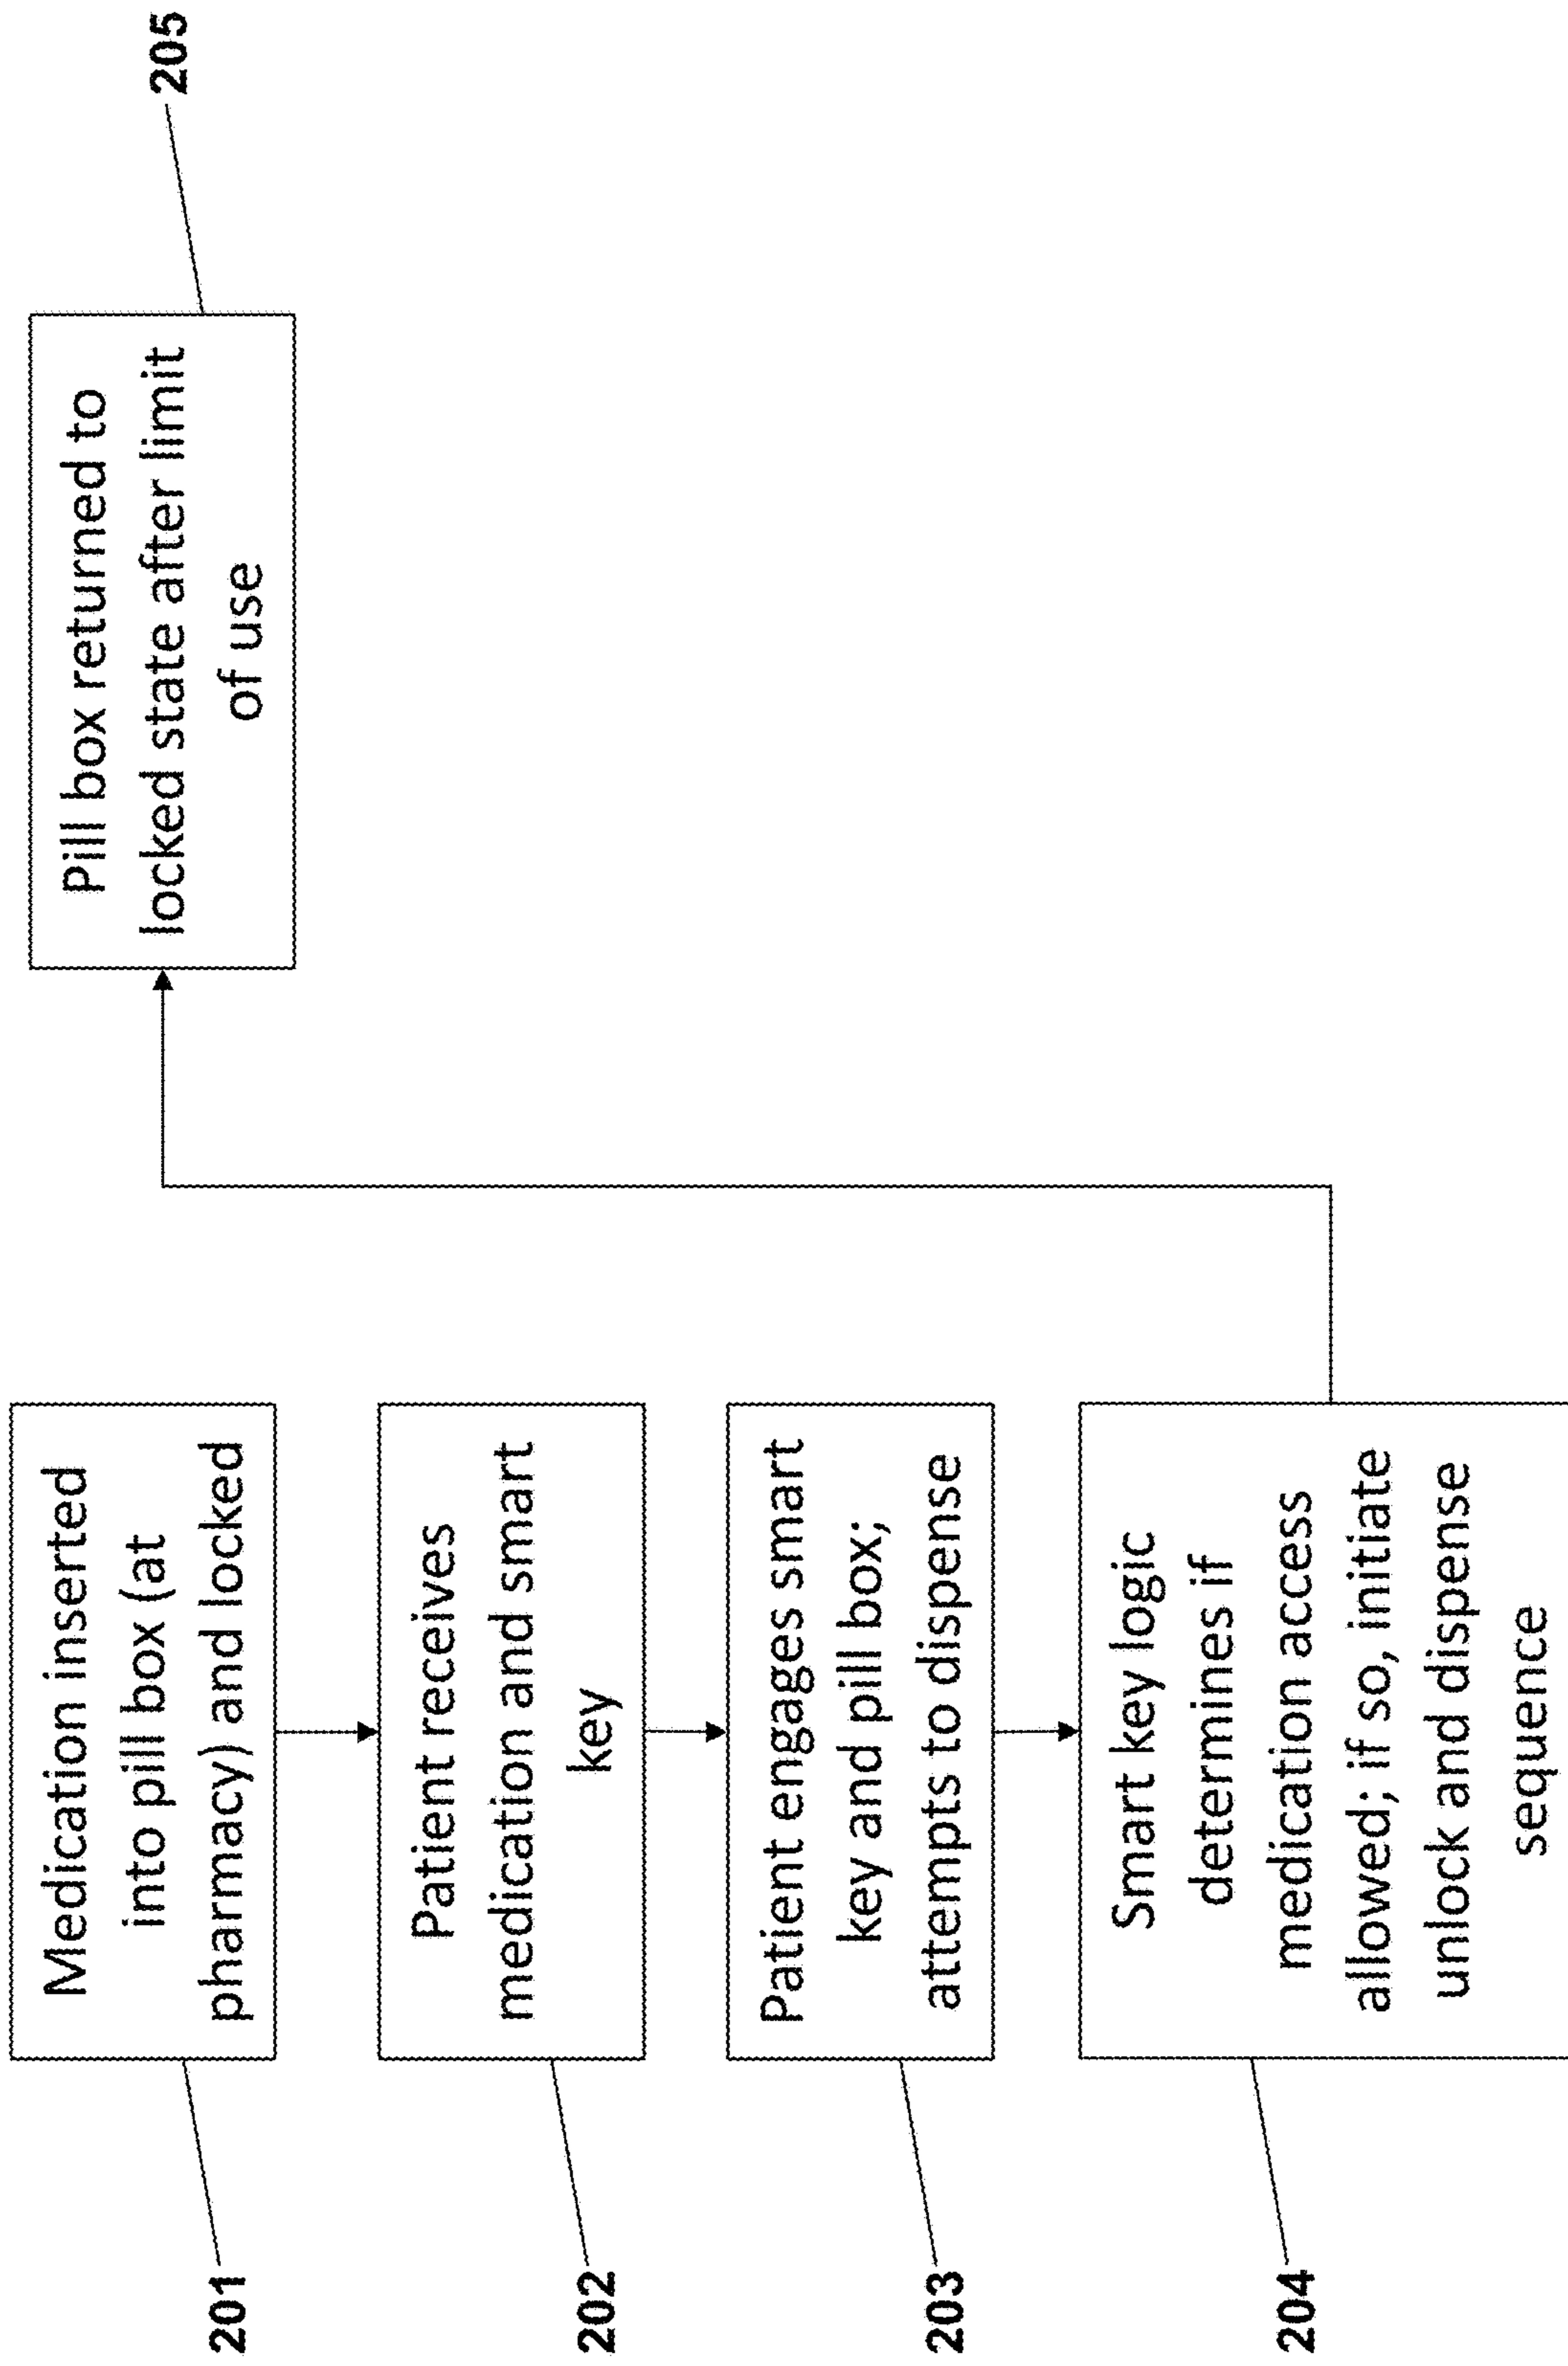 201
Medication inserted
into pill box (at
pharmacy) and locked
202
Patient receives
medication and smart
key
203
Patient engages smart
key and pill box;
attempts to dispense
204
Smart key logic
determines if
medication access
allowed; if so, initiate
unlock and dispense
sequence
Pill box returned to
locked state after limit
of use
205